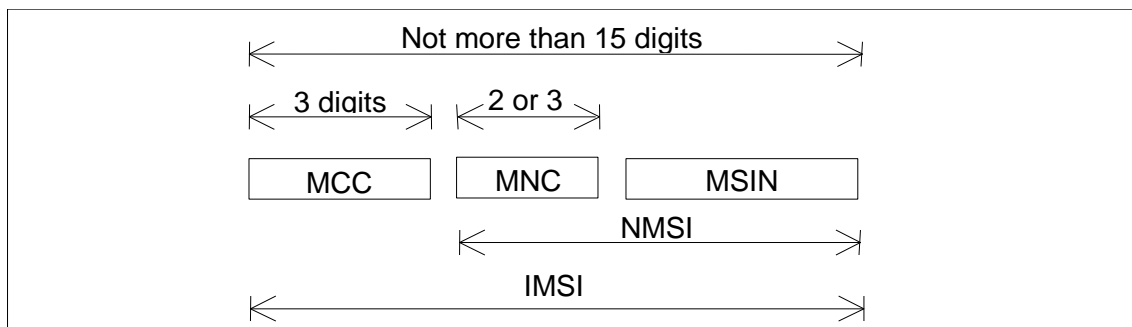 Not more than 15 digits
3 digits 2 or 3
MCC MNC MSIN
NMSI
IMSI